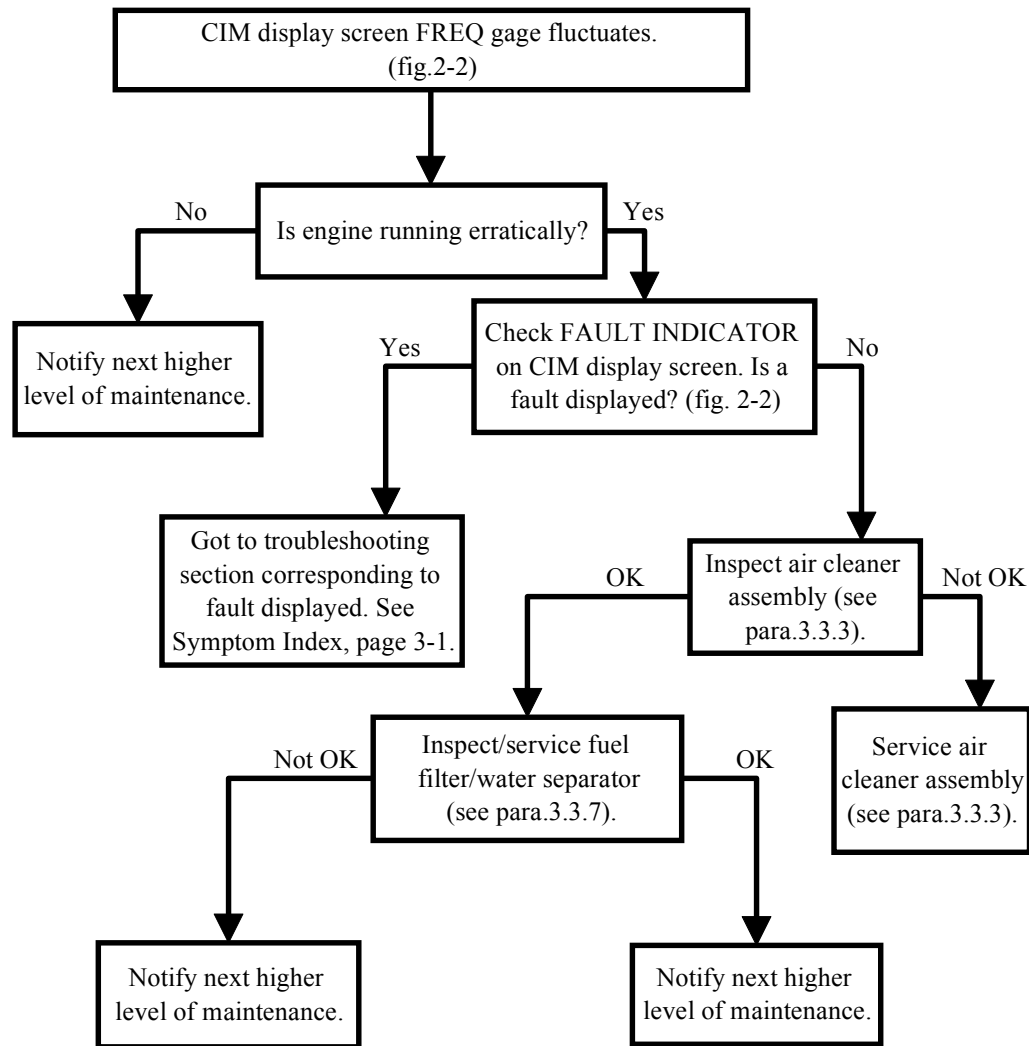 CIM display screen FREQ gage fluctuates.
(fig.2-2)
No
Is engine running erratically?
Yes
Notify next higher
level of maintenance.
Yes
Check FAULT INDICATOR
on CIM display screen. Is a
fault displayed? (fig. 2-2)
No
Got to troubleshooting
section corresponding to
fault displayed. See
Symptom Index, page 3-1.
OK
Inspect air cleaner
assembly (see
para.3.3.3).
Not OK
Not OK
Inspect/service fuel
filter/water separator
(see para.3.3.7).
OK
Service air
cleaner assembly
(see para.3.3.3).
Notify next higher
level of maintenance.
Notify next higher
level of maintenance.